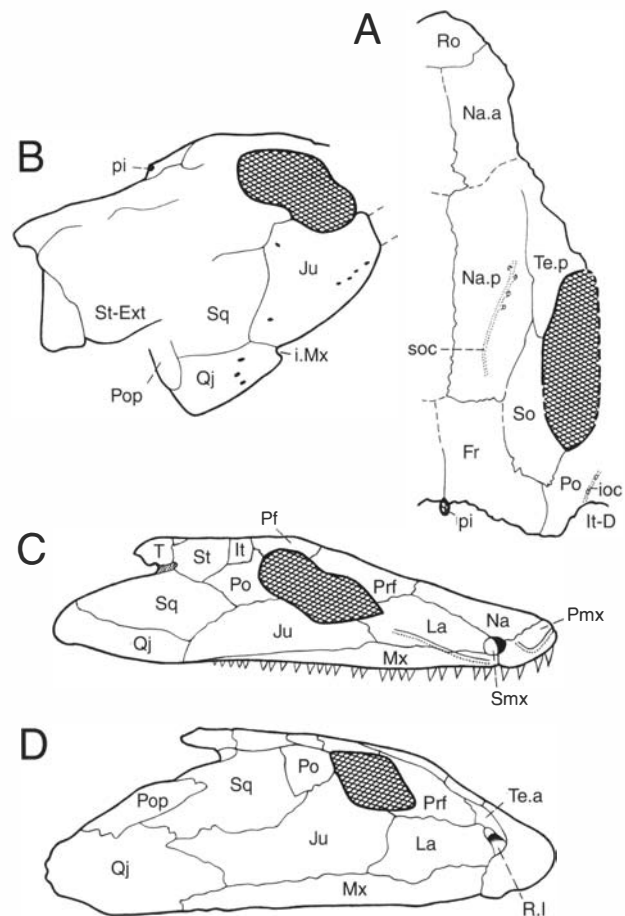 A
Ro
Na.a
B
pi
Ju
Te.p
Na.p
St-Ext
Sq
soc
i.Mx
Pop
Qj
So
Fr
Po
ioc
pi
It-D
C
Pf
T
St
It
Po
Prf
Sq
La
Na
Pmx
Qj
Ju
Mx
Smx
D
Po
Sq
Prf
Te.a
Pop
Ju
La
Qj
Mx
R.l